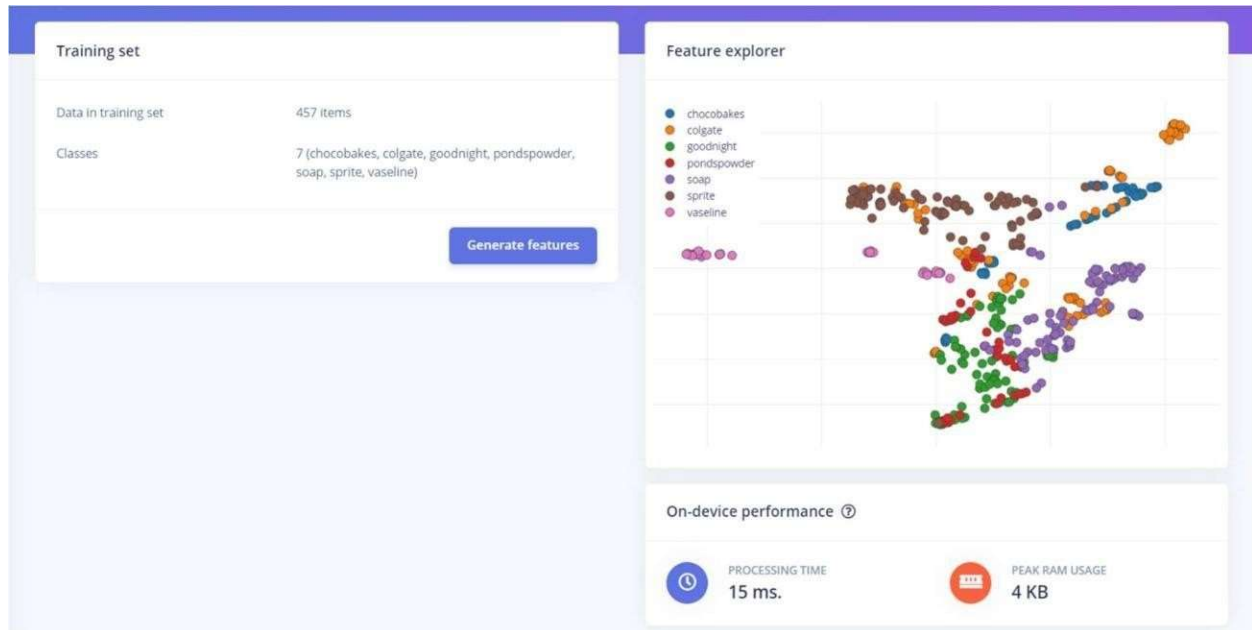 Training set
Data in training set 457 items
Classes 7 (chocobakes, colgate, goodnight, pondspowder,
soap, sprite, vaseline)
Generate features
Feature explorer
chocobakes
colgate
goodnight
pondspowder
soap
sprite
vaseline
On-device performance ?
PROCESSING TIME
15 ms.
PEAK RAM USAGE
4 KB